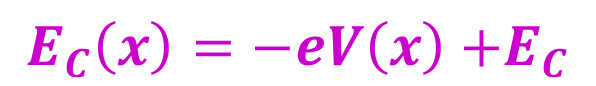 E_C(x) = −eV(x) +E_C